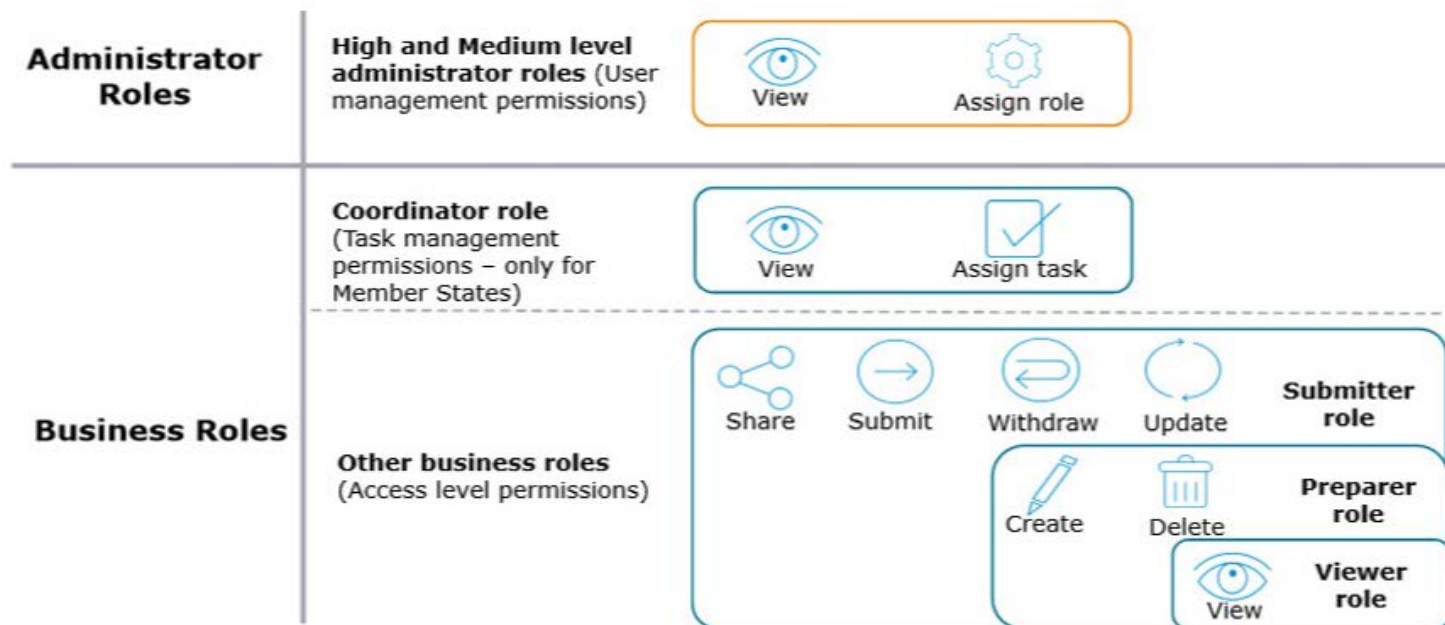 Administrator
Roles
High and Medium level
administrator roles (User
management permissions)
View
Assign role
Coordinator role
(Task management
permissions – only for
Member States)
View
Assign task
Business Roles
Other business roles
(Access level permissions)
Share
Submit
Withdraw
Update
Submitter
role
Create
Delete
Preparer
role
View
Viewer
role